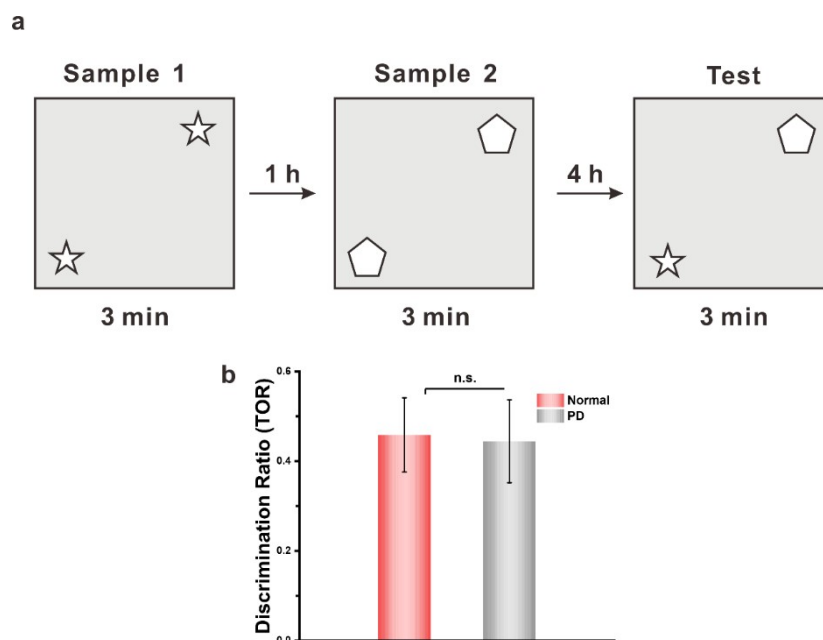 a
Sample 1 Sample 2 Test
1 h 4 h
3 min 3 min 3 min
b
0.6
n.s.
Normal
PD
0.4
0.2
0.0
Discrimination Ratio (TOR)